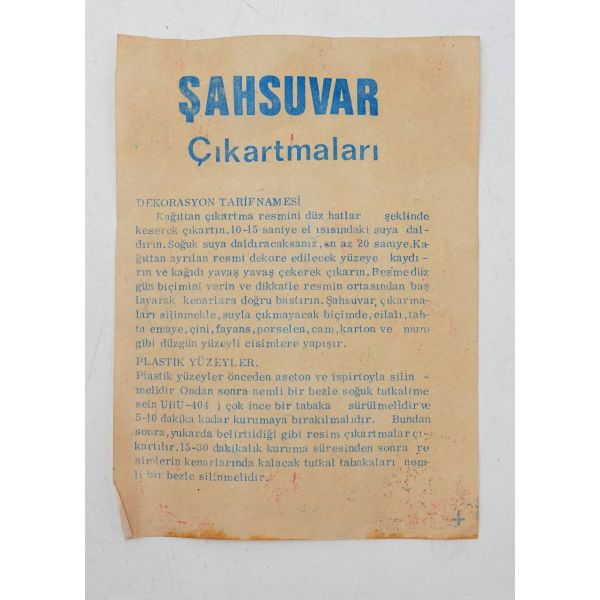 ŞAHSUVAR
Çıkartmaları
DEKORASYON TARİFNAMESİ
Kağıttan çıkartma resmini düz hatlar şeklinde
keserek çıkartın.10-15 saniye el ısısındaki suya dal-
dırın.Soğuk suya daldıracaksanız,en az 20 saniye.Ka
ğıttan ayrılan resmi dekore edilecek yüzeye kaydı -
rın ve kağıdı yavaş yavaş çekerek çıkarın. Resme düz
gün biçimini verin ve dikkatle resmin ortasından baş
layarak kenarlara doğru bastırın. Şahsuvar çıkarma-
ları silinmekle, suyla çıkmayacak biçimde, cilalı, tah-
ta emaye, çini, fayans, porselen, cam, karton ve mum
gibi düzgün yüzeyli cisimlere yapışır.
PLASTİK YÜZEYLER.
Plastik yüzeyler önceden aseton ve ispirtoyla silin -
melidir. Ondan sonra nemli bir bezle soğuk tutkal(me
sela UHU-404 ) çok ince bir tabaka sürülmelidir ve
5-10 dakika kadar kurumaya bırakılmalıdır. Bundan
sonra, yukarda belirtildiği gibi resim çıkartmalar çı-
kartılır.15-30 dakikalık kuruma süresinden sonra re
simlerin kenarlarında kalacak tutkal tabakaları nem-
li bir bezle silinmelidir.